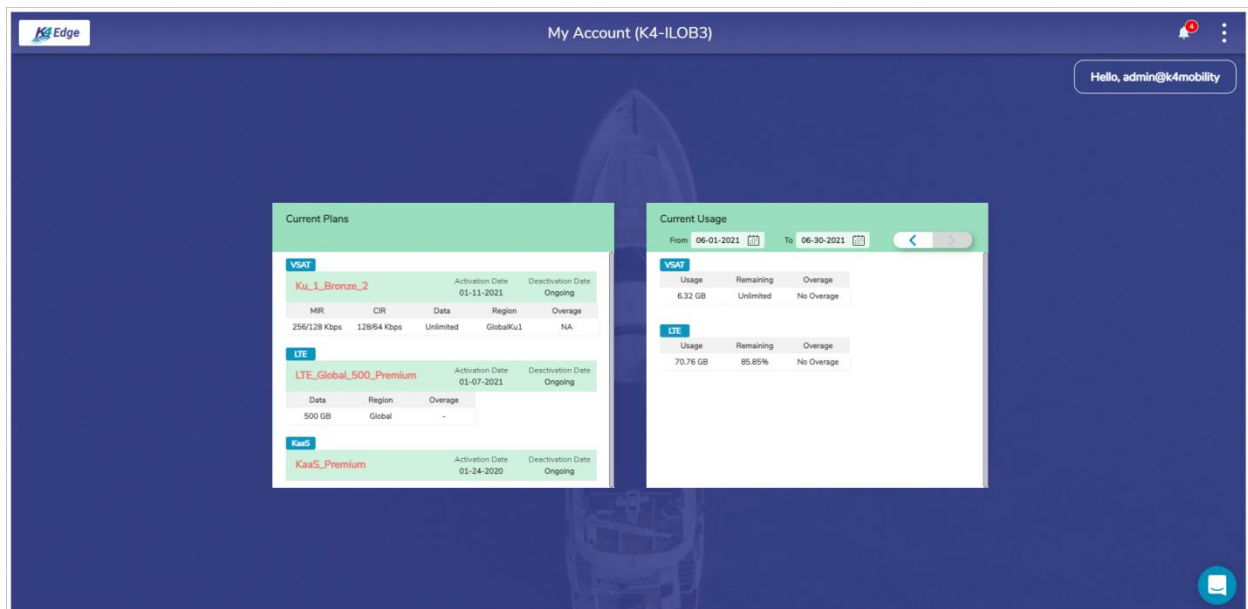 K4 Edge
My Account (K4-ILOB3)
4
Hello, admin@k4mobility
Current Plans
VSAT
Ku_1_Bronze_2
Activation Date Deactivation Date
01-11-2021 Ongoing
MIR CIR Data Region Overage
256/128 Kbps 128/64 Kbps Unlimited GlobalKu1 NA
LTE
LTE_Global_500_Premium
Activation Date Deactivation Date
01-07-2021 Ongoing
Data Region Overage
500 GB Global -
KaaS
KaaS_Premium
Activation Date Deactivation Date
01-24-2020 Ongoing
Current Usage
From 06-01-2021 To 06-30-2021
VSAT
Usage Remaining Overage
6.32 GB Unlimited No Overage
LTE
Usage Remaining Overage
70.76 GB 85.85% No Overage